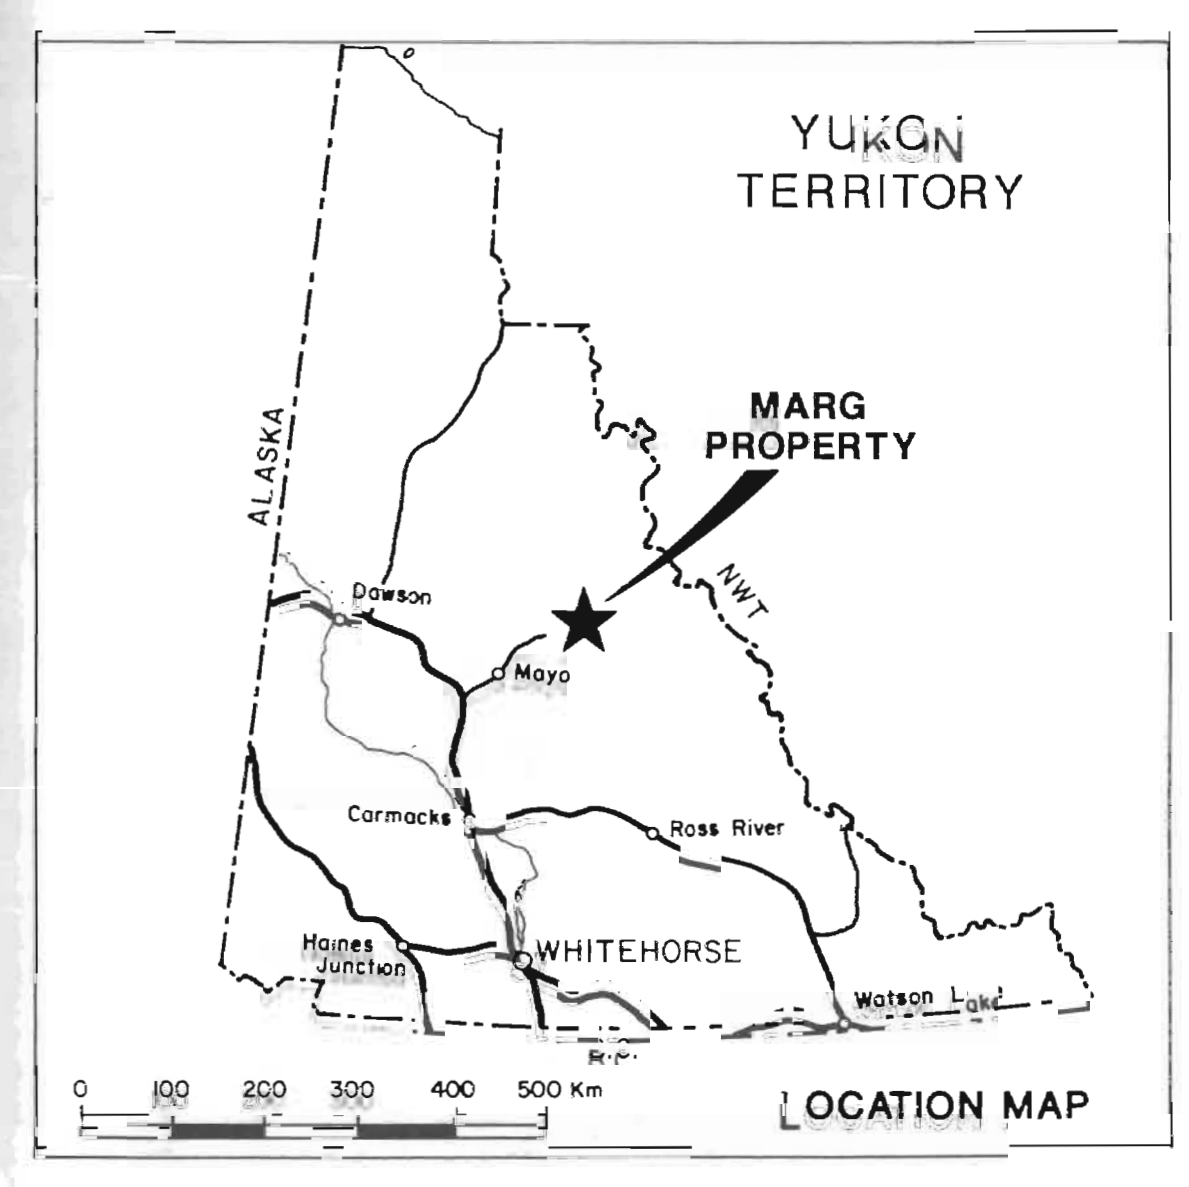 YUKON
TERRITORY
MARG
PROPERTY
ALASKA
NWT
Dawson
Mayo
Carmacks
Ross River
Haines
Junction
WHITEHORSE
Watson Lake
0 100 200 300 400 500 Km
LOCATION MAP